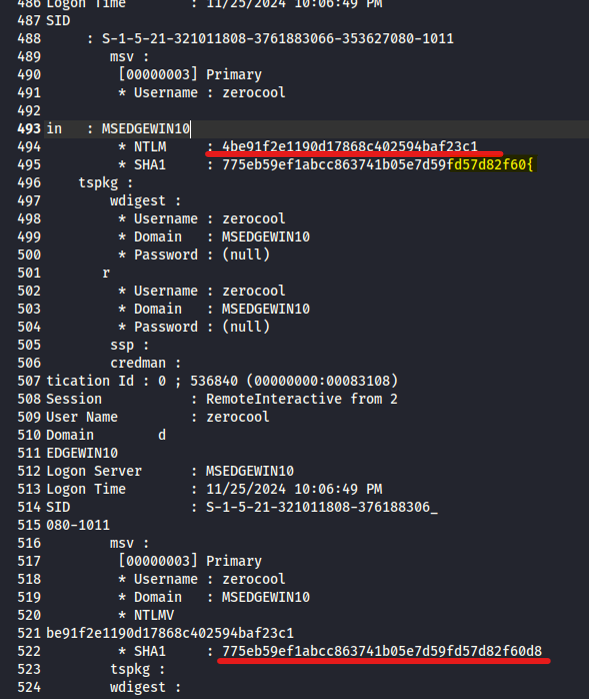 486 Logon Time : 11/25/2024 10:06:49 PM
487 SID
488 : S-1-5-21-321011808-3761883066-353627080-1011
489 msv :
490 [00000003] Primary
491 * Username : zerocool
492
493 in : MSEDGEWIN10
494 * NTLM : 4be91f2e1190d17868c402594baf23c1
495 * SHA1 : 775eb59ef1abcc863741b05e7d59fd57d82f60{
496 tspkg :
497 wdigest :
498 * Username : zerocool
499 * Domain : MSEDGEWIN10
500 * Password : (null)
501 r
502 * Username : zerocool
503 * Domain : MSEDGEWIN10
504 * Password : (null)
505 ssp :
506 credman :
507 tication Id : 0 ; 536840 (00000000:00083108)
508 Session : RemoteInteractive from 2
509 User Name : zerocool
510 Domain d
511 EDGEWIN10
512 Logon Server : MSEDGEWIN10
513 Logon Time : 11/25/2024 10:06:49 PM
514 SID : S-1-5-21-321011808-376188306_
515 080-1011
516 msv :
517 [00000003] Primary
518 * Username : zerocool
519 * Domain : MSEDGEWIN10
520 * NTLMV
521 be91f2e1190d17868c402594baf23c1
522 * SHA1 : 775eb59ef1abcc863741b05e7d59fd57d82f60d8
523 tspkg :
524 wdigest :